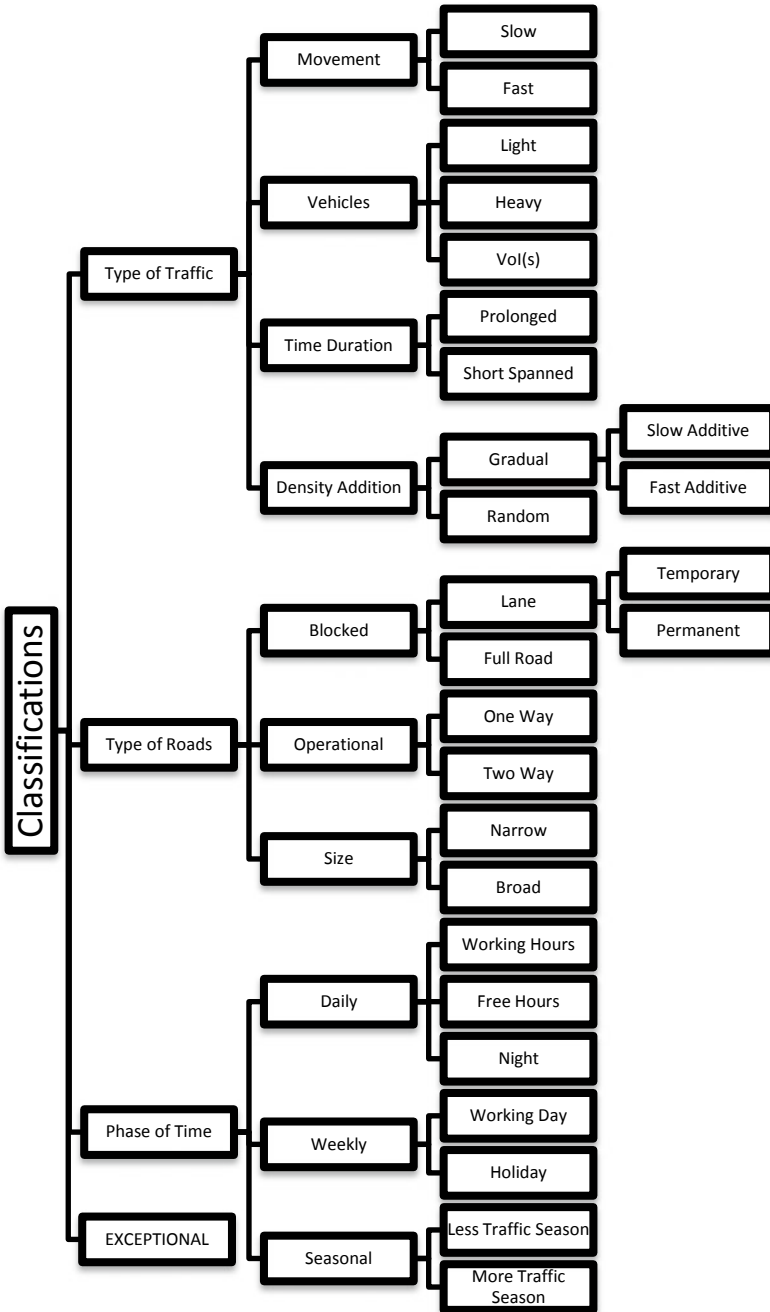 Classifications
Type of Traffic
Movement
Slow
Fast
Vehicles
Light
Heavy
VoI(s)
Time Duration
Prolonged
Short Spanned
Density Addition
Gradual
Slow Additive
Fast Additive
Random
Type of Roads
Blocked
Lane
Temporary
Permanent
Full Road
Operational
One Way
Two Way
Size
Narrow
Broad
Phase of Time
Daily
Working Hours
Free Hours
Night
Weekly
Working Day
Holiday
Seasonal
Less Traffic Season
More Traffic
Season
EXCEPTIONAL